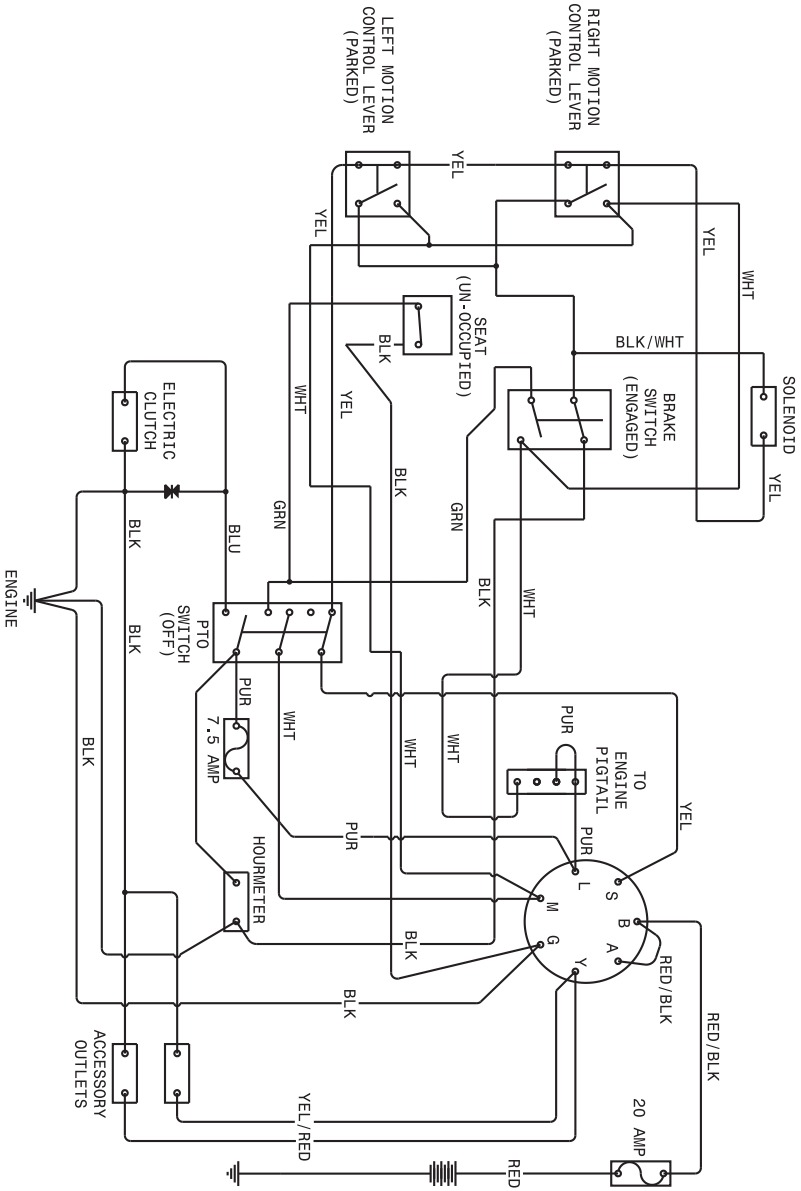 RIGHT MOTION
CONTROL LEVER
(PARKED)
LEFT MOTION
CONTROL LEVER
(PARKED)
YEL
YEL
YEL
WHT
BLK/WHT
SOLENOID
YEL
SEAT
(UN-OCCUPIED)
BLK
BRAKE
SWITCH
(ENGAGED)
ELECTRIC
CLUTCH
WHT
YEL
BLK
GRN
GRN
BLK
BLU
BLK
WHT
ENGINE
BLK
PTO
SWITCH
(OFF)
PUR
WHT
7.5 AMP
BLK
WHT
WHT
PUR
TO
ENGINE
PIGTAIL
YEL
PUR
PUR
HOURMETER
L
S
M
B
G
A
Y
BLK
RED/BLK
RED/BLK
BLK
ACCESSORY
OUTLETS
YEL/RED
20 AMP
RED